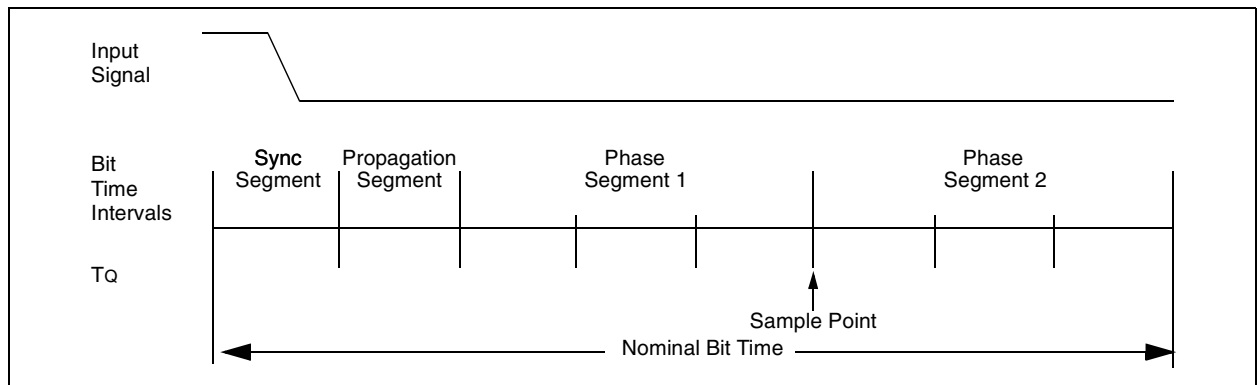 Input
Signal
Bit
Time
Intervals
Sync
Segment
Propagation
Segment
Phase
Segment 1
Phase
Segment 2
TQ
Sample Point
Nominal Bit Time